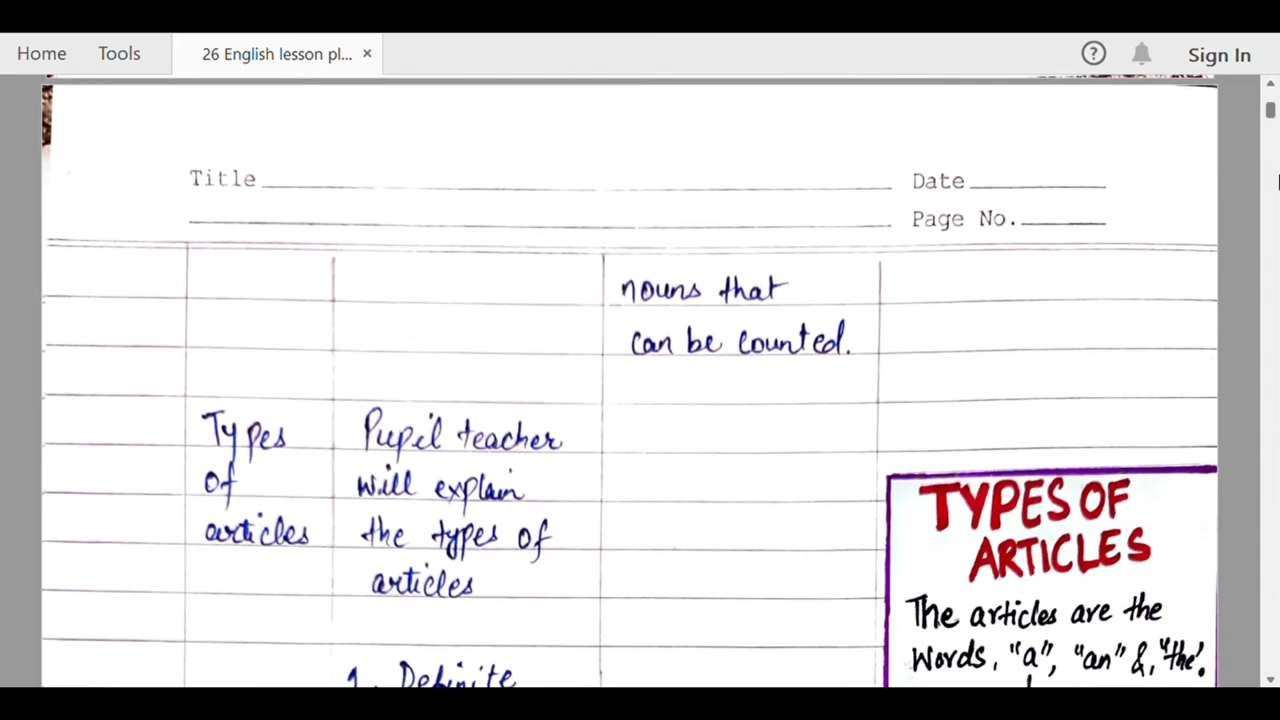 Home Tools 26 English lesson pl... × ? Sign In
Title Date
Page No.
nouns that
can be counted.
Types
of
articles
Pupil teacher
will explain
the types of
articles
1. Definite
TYPES OF
ARTICLES
The articles are the
words, "a", "an" &, "the".